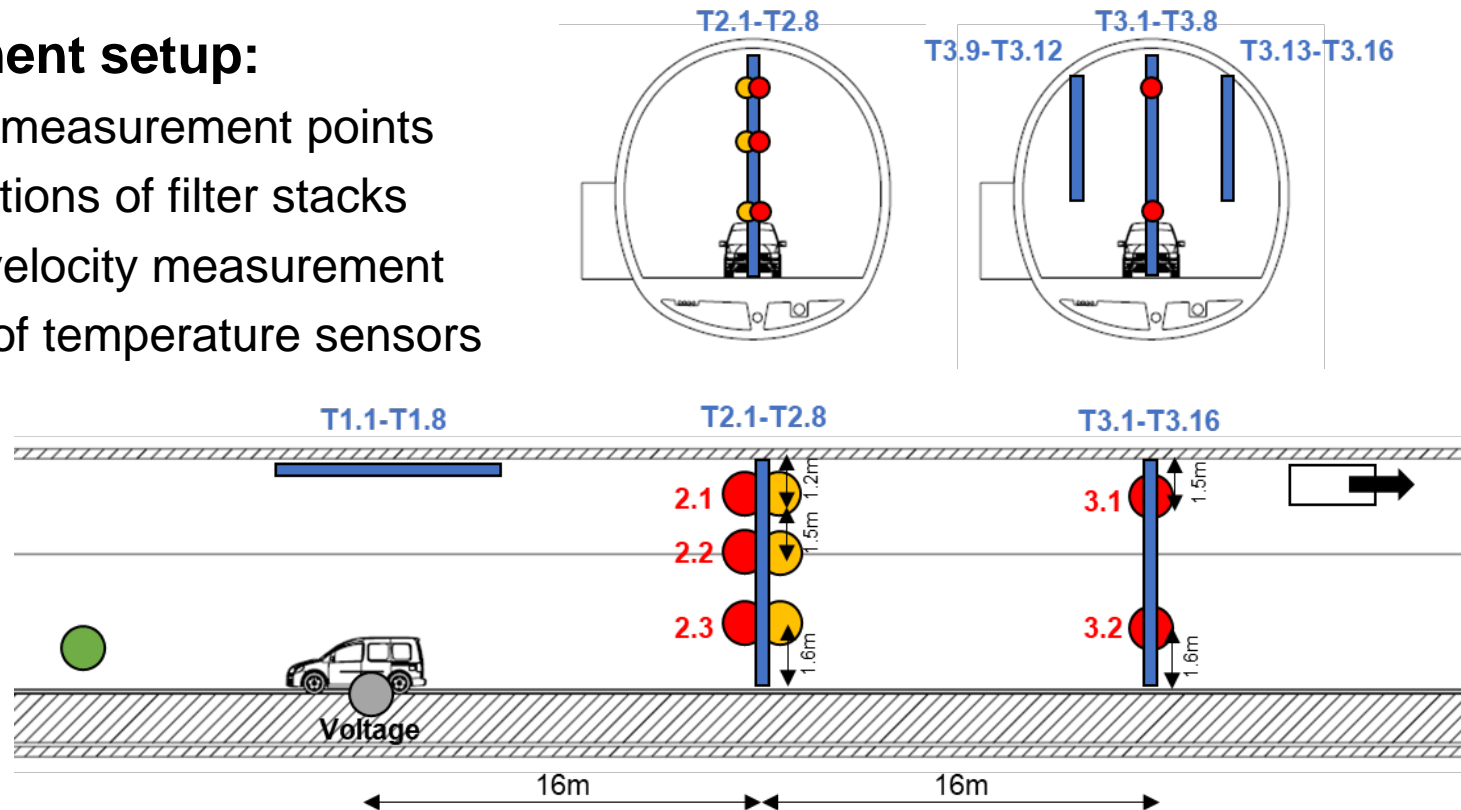 nent setup:
measurement points
tions of filter stacks
velocity measurement
of temperature sensors
T2.1-T2.8
T3.1-T3.8
T3.9-T3.12
T3.13-T3.16
T1.1-T1.8
T2.1-T2.8
T3.1-T3.16
2.1
1.2m
3.1
1.5m
2.2
1.5m
2.3
1.6m
3.2
1.6m
Voltage
16m
16m